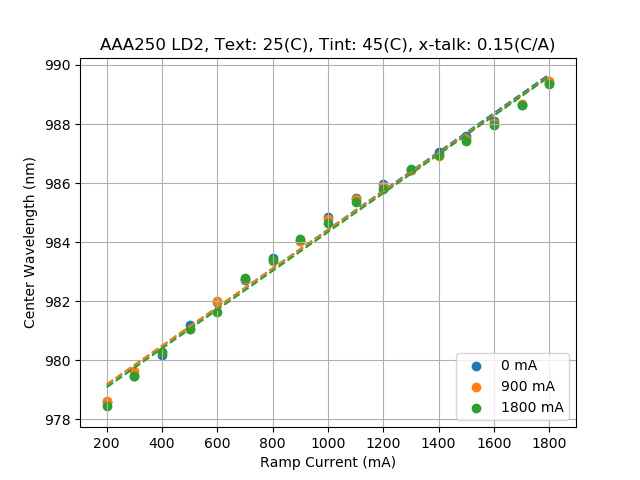 AAA250 LD2, Text: 25(C), Tint: 45(C), x-talk: 0.15(C/A)
990
988
986
984
982
980
978
Center Wavelength (nm)
0 mA
900 mA
1800 mA
200 400 600 800 1000 1200 1400 1600 1800
Ramp Current (mA)